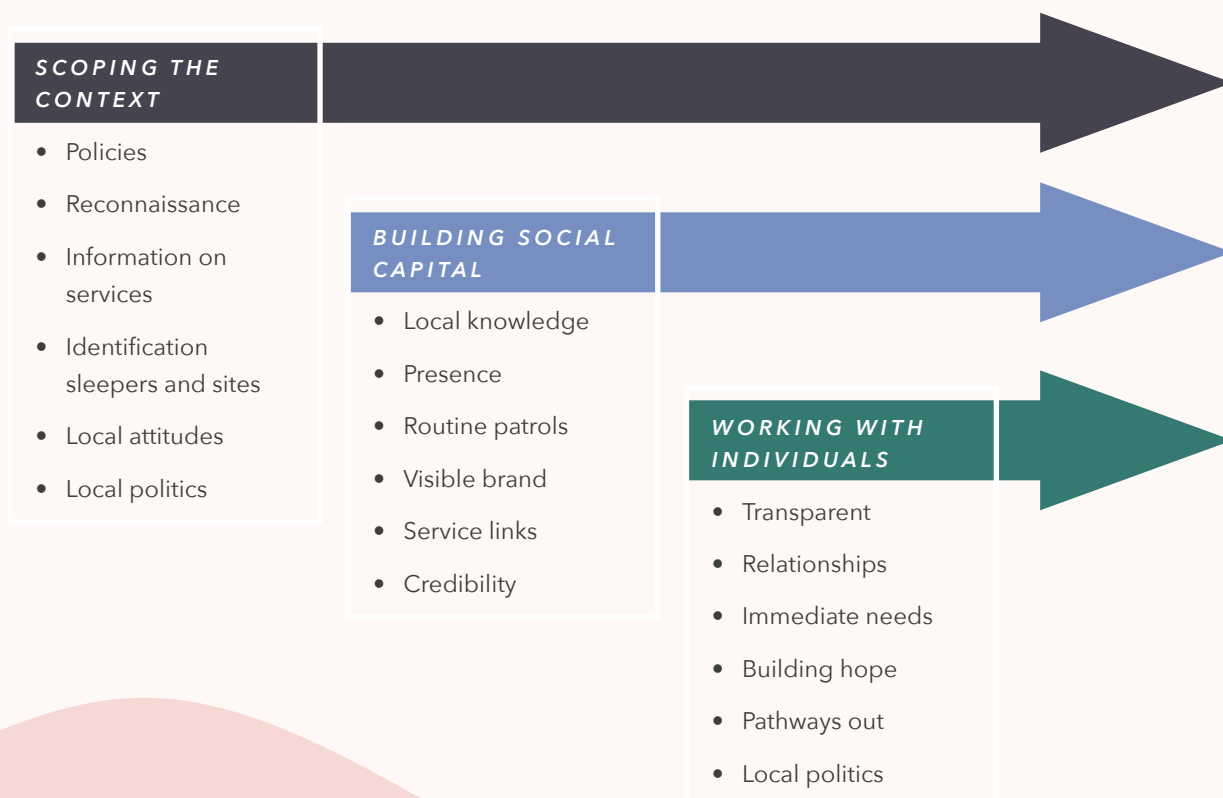 SCOPING THE
CONTEXT
• Policies
• Reconnaissance
• Information on
services
• Identification
sleepers and sites
• Local attitudes
• Local politics
BUILDING SOCIAL
CAPITAL
• Local knowledge
• Presence
• Routine patrols
• Visible brand
• Service links
• Credibility
WORKING WITH
INDIVIDUALS
• Transparent
• Relationships
• Immediate needs
• Building hope
• Pathways out
• Local politics